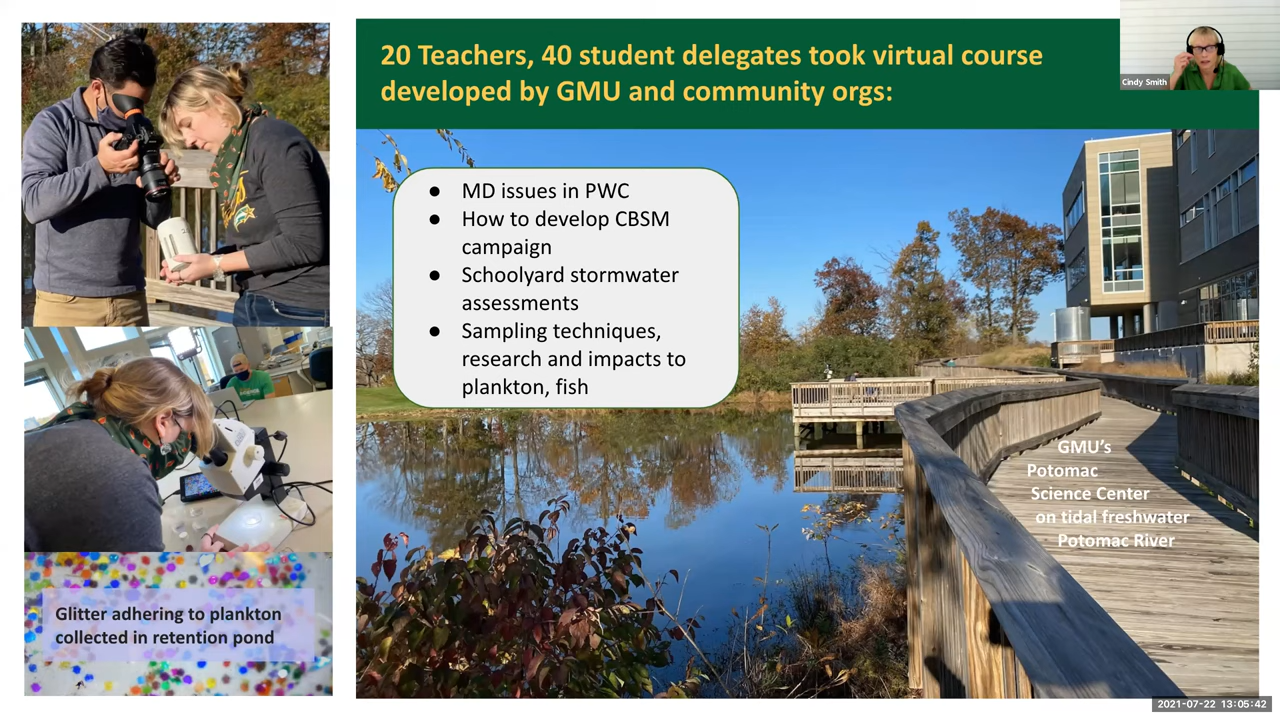 20 Teachers, 40 student delegates took virtual course
developed by GMU and community orgs:
Cindy Smith
● MD issues in PWC
● How to develop CBSM
campaign
● Schoolyard stormwater
assessments
● Sampling techniques,
research and impacts to
plankton, fish
GMU's
Potomac
Science Center
on tidal freshwater
Potomac River
Glitter adhering to plankton
collected in retention pond
2021-07-22 13:05:42